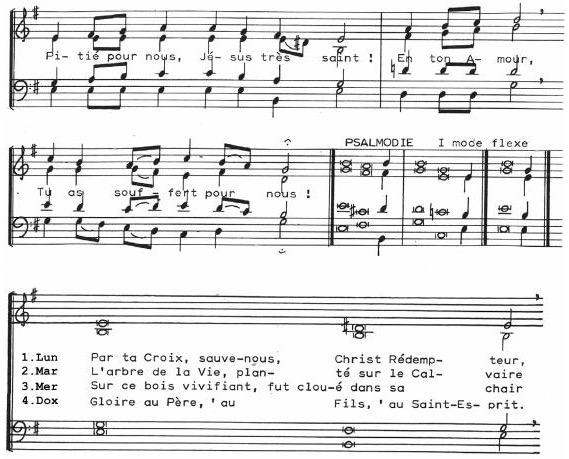 Pi- tié pour nous, Jé- sus très saint ! En ton A- mour,
PSALMODIE I mode flexe
Tu as souf - fert pour nous !
1.Lun Par ta Croix, sauve-nous, Christ Rédemp- teur,
2.Mar L'arbre de la Vie, plan- té sur le Cal- vaire
3.Mer Sur ce bois vivifiant, fut clou-é dans sa chair
4.Dox Gloire au Père, 'au Fils, 'au Saint-Es- prit.